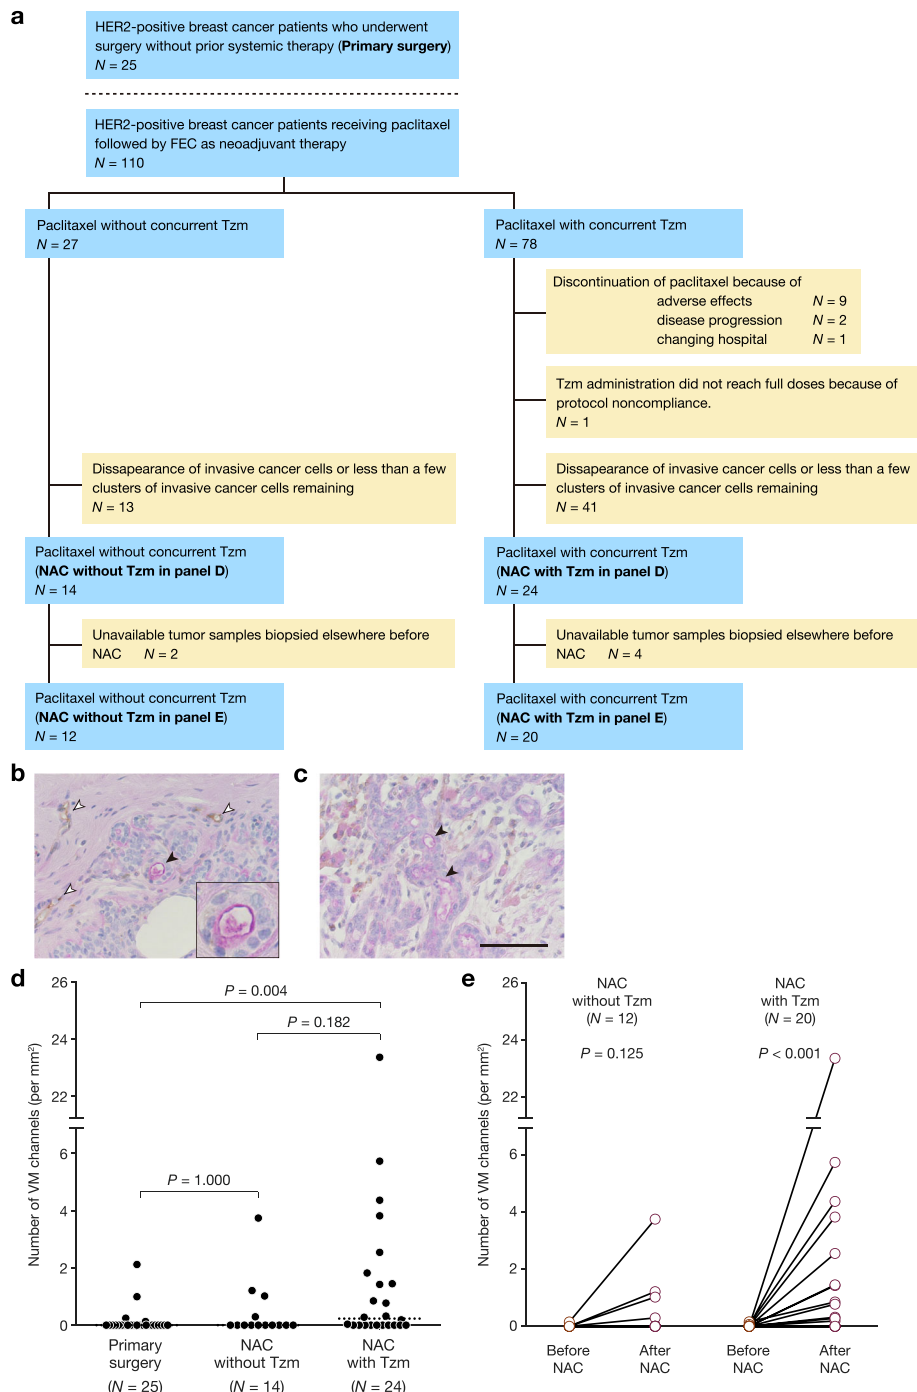 a
HER2-positive breast cancer patients who underwent
surgery without prior systemic therapy (Primary surgery)
N = 25
HER2-positive breast cancer patients receiving paclitaxel
followed by FEC as neoadjuvant therapy
N = 110
Paclitaxel without concurrent Tzm
N = 27
Paclitaxel with concurrent Tzm
N = 78
Discontinuation of paclitaxel because of
adverse effects N = 9
disease progression N = 2
changing hospital N = 1
Tzm administration did not reach full doses because of
protocol noncompliance.
N = 1
Dissapearance of invasive cancer cells or less than a few
clusters of invasive cancer cells remaining
N = 13
Dissapearance of invasive cancer cells or less than a few
clusters of invasive cancer cells remaining
N = 41
Paclitaxel without concurrent Tzm
(NAC without Tzm in panel D)
N = 14
Paclitaxel with concurrent Tzm
(NAC with Tzm in panel D)
N = 24
Unavailable tumor samples biopsied elsewhere before
NAC N = 2
Unavailable tumor samples biopsied elsewhere before
NAC N = 4
Paclitaxel without concurrent Tzm
(NAC without Tzm in panel E)
N = 12
Paclitaxel with concurrent Tzm
(NAC with Tzm in panel E)
N = 20
b
c
d
Number of VM channels (per mm²)
26
24
22
6
4
2
0
P = 0.004
P = 0.182
P = 1.000
Primary
surgery
(N = 25)
NAC
without Tzm
(N = 14)
NAC
with Tzm
(N = 24)
e
Number of VM channels (per mm²)
26
24
22
6
4
2
0
NAC
without Tzm
(N = 12)
P = 0.125
NAC
with Tzm
(N = 20)
P < 0.001
Before
NAC
After
NAC
Before
NAC
After
NAC